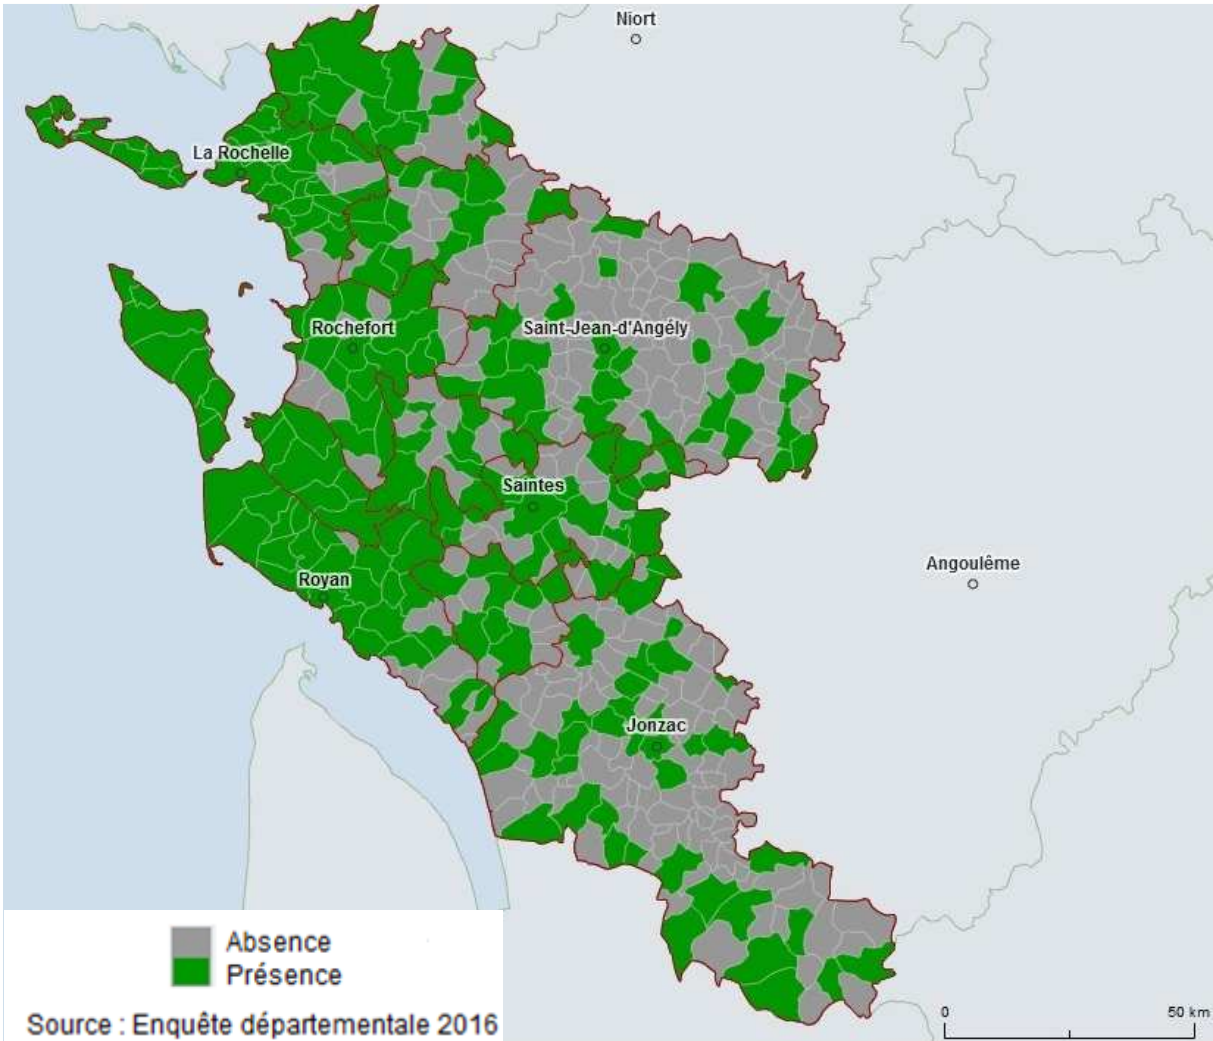 Niort
La Rochelle
Rochefort
Saint-Jean-d'Angély
Saintes
Angoulême
Royan
Jonzac
Absence
Présence
Source : Enquête départementale 2016
0 50 km